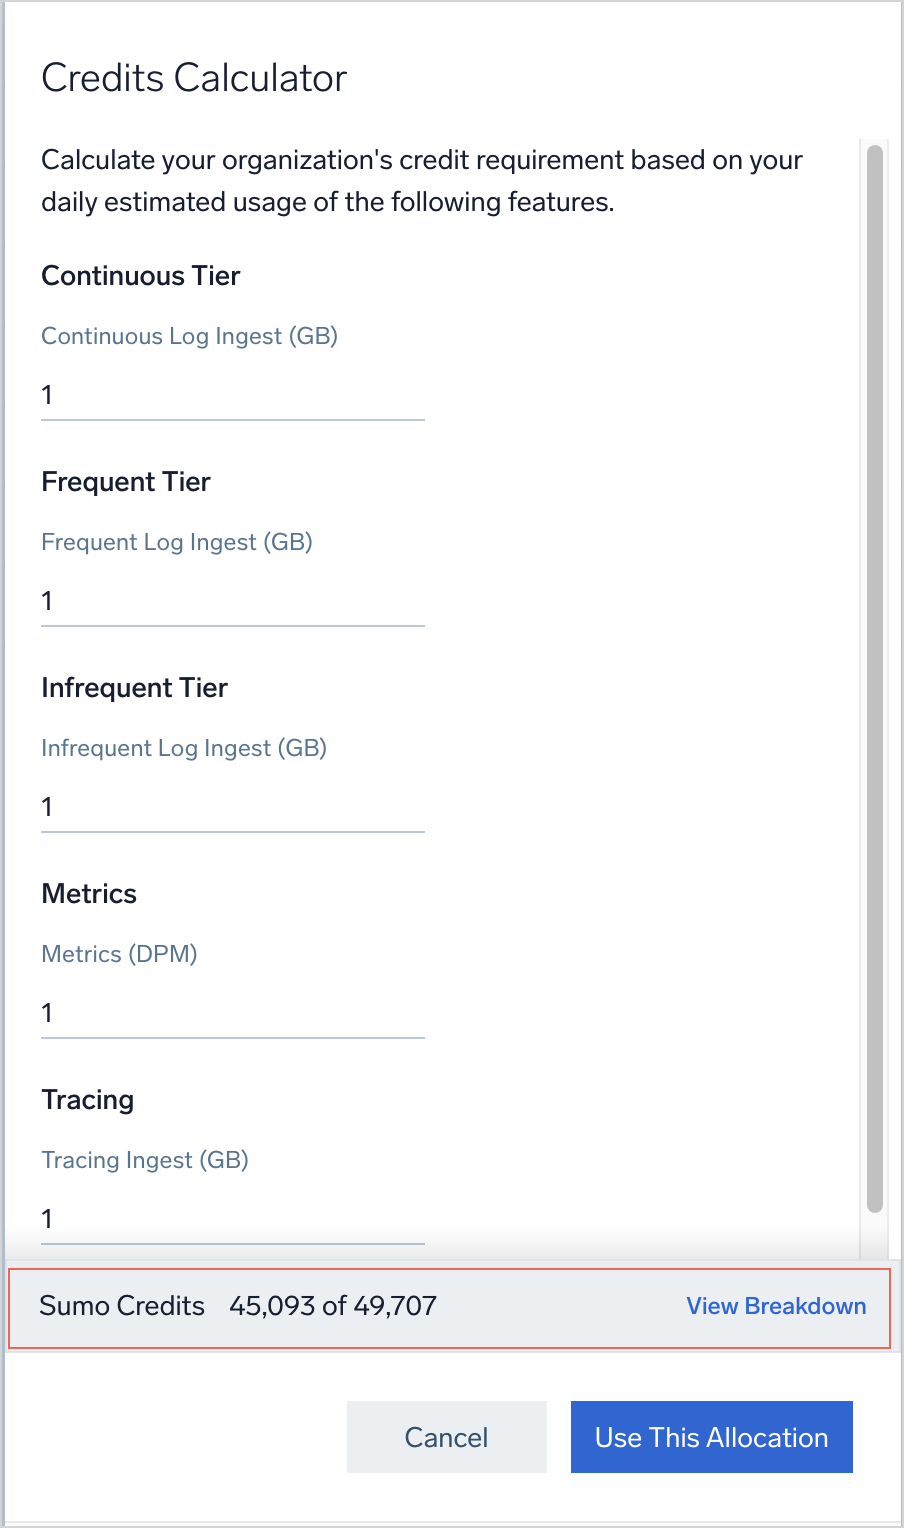 Credits Calculator
Calculate your organization's credit requirement based on your
daily estimated usage of the following features.
Continuous Tier
Continuous Log Ingest (GB)
1
Frequent Tier
Frequent Log Ingest (GB)
1
Infrequent Tier
Infrequent Log Ingest (GB)
1
Metrics
Metrics (DPM)
1
Tracing
Tracing Ingest (GB)
1
Sumo Credits 45,093 of 49,707 View Breakdown
Cancel Use This Allocation